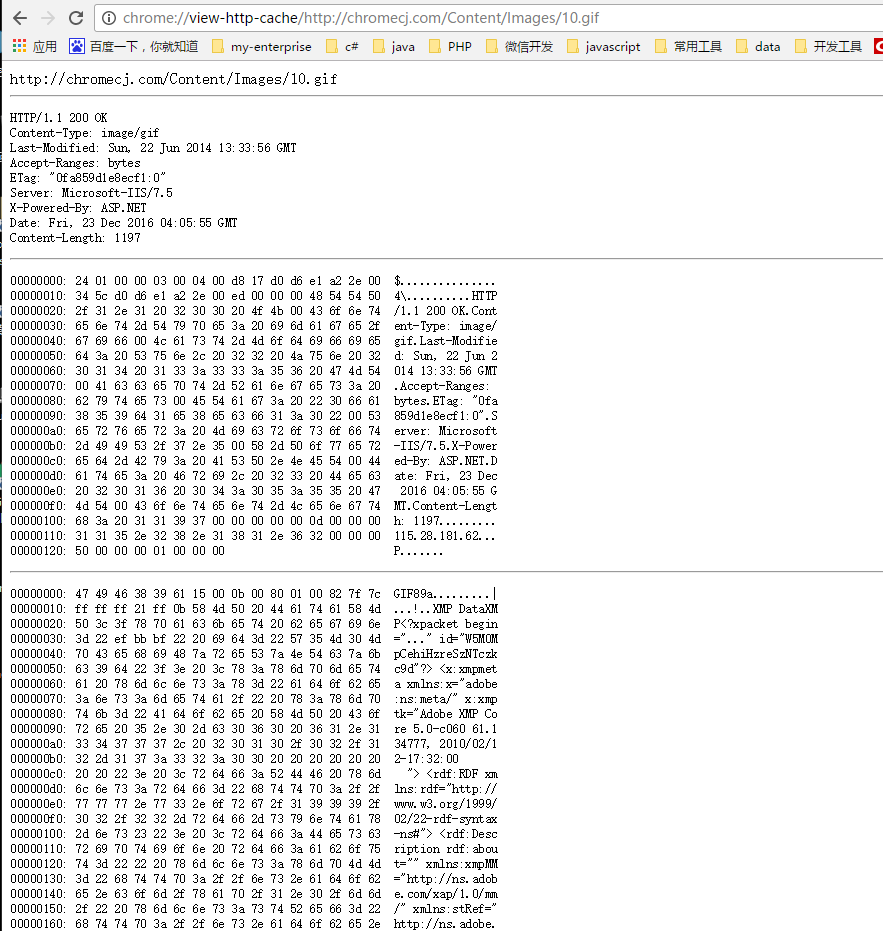 chrome://view-http-cache/http://chromecj.com/Content/Images/10.gif
应用 百度一下，你就知道 my-enterprise c# java PHP 微信开发 javascript 常用工具 data 开发工具
http://chromecj.com/Content/Images/10.gif
HTTP/1.1 200 OK
Content-Type: image/gif
Last-Modified: Sun, 22 Jun 2014 13:33:56 GMT
Accept-Ranges: bytes
ETag: "0fa859d1e8ecf1:0"
Server: Microsoft-IIS/7.5
X-Powered-By: ASP.NET
Date: Fri, 23 Dec 2016 04:05:55 GMT
Content-Length: 1197
00000000: 24 01 00 00 03 00 04 00 d8 17 d0 d6 e1 a2 2e 00 $...............
00000010: 34 5c d0 d6 e1 a2 2e 00 ed 00 00 00 48 54 54 50 4\..........HTTP
00000020: 2f 31 2e 31 20 32 30 30 20 4f 4b 00 43 6f 6e 74 /1.1 200 OK.Cont
00000030: 65 6e 74 2d 54 79 70 65 3a 20 69 6d 61 67 65 2f ent-Type: image/
00000040: 67 69 66 00 4c 61 73 74 2d 4d 6f 64 69 66 69 65 gif.Last-Modifie
00000050: 64 3a 20 53 75 6e 2c 20 32 32 20 4a 75 6e 20 32 d: Sun, 22 Jun 2
00000060: 30 31 34 20 31 33 3a 33 33 3a 35 36 20 47 4d 54 014 13:33:56 GMT
00000070: 00 41 63 63 65 70 74 2d 52 61 6e 67 65 73 3a 20 .Accept-Ranges:
00000080: 62 79 74 65 73 00 45 54 61 67 3a 20 22 30 66 61 bytes.ETag: "0fa
00000090: 38 35 39 64 31 65 38 65 63 66 31 3a 30 22 00 53 859d1e8ecf1:0".S
000000a0: 65 72 76 65 72 3a 20 4d 69 63 72 6f 73 6f 66 74 erver: Microsoft
000000b0: 2d 49 49 53 2f 37 2e 35 00 58 2d 50 6f 77 65 72 -IIS/7.5.X-Power
000000c0: 65 64 2d 42 79 3a 20 41 53 50 2e 4e 45 54 00 44 ed-By: ASP.NET.D
000000d0: 61 74 65 3a 20 46 72 69 2c 20 32 33 20 44 65 63 ate: Fri, 23 Dec
000000e0: 20 32 30 31 36 20 30 34 3a 30 35 3a 35 35 20 47 2016 04:05:55 G
000000f0: 4d 54 00 43 6f 6e 74 65 6e 74 2d 4c 65 6e 67 74 MT.Content-Lengt
00000100: 68 3a 20 31 31 39 37 00 00 00 00 00 0d 00 00 00 h: 1197.........
00000110: 31 31 35 2e 32 38 2e 31 38 31 2e 36 32 00 00 00 115.28.181.62...
00000120: 50 00 00 00 01 00 00 00 P.......
00000000: 47 49 46 38 39 61 15 00 0b 00 80 01 00 82 7f 7c GIF89a.........|
00000010: ff ff ff 21 ff 0b 58 4d 50 20 44 61 74 61 58 4d ...!..XMP DataXM
00000020: 50 3c 3f 78 70 61 63 6b 65 74 20 62 65 67 69 6e P<?xpacket begin
00000030: 3d 22 ef bb bf 22 20 69 64 3d 22 57 35 4d 30 4d ="..." id="W5M0M
00000040: 70 43 65 68 69 48 7a 72 65 53 7a 4e 54 63 7a 6b pCehiHzreSzNTczk
00000050: 63 39 64 22 3f 3e 20 3c 78 3a 78 6d 70 6d 65 74 c9d"?> <x:xmpmet
00000060: 61 20 78 6d 6c 6e 73 3a 78 3d 22 61 64 6f 62 65 a xmlns:x="adobe
00000070: 3a 6e 73 3a 6d 65 74 61 2f 22 20 78 3a 78 6d 70 :ns:meta/" x:xmp
00000080: 74 6b 3d 22 41 64 6f 62 65 20 58 4d 50 20 43 6f tk="Adobe XMP Co
00000090: 72 65 20 35 2e 30 2d 63 30 36 30 20 36 31 2e 31 re 5.0-c060 61.1
000000a0: 33 34 37 37 37 2c 20 32 30 31 30 2f 30 32 2f 31 34777, 2010/02/1
000000b0: 32 2d 31 37 3a 33 32 3a 30 30 20 20 20 20 20 20 2-17:32:00
000000c0: 20 20 22 3e 20 3c 72 64 66 3a 52 44 46 20 78 6d "> <rdf:RDF xm
000000d0: 6c 6e 73 3a 72 64 66 3d 22 68 74 74 70 3a 2f 2f lns:rdf="http://
000000e0: 77 77 77 2e 77 33 2e 6f 72 67 2f 31 39 39 39 2f www.w3.org/1999/
000000f0: 30 32 2f 32 32 2d 72 64 66 2d 73 79 6e 74 61 78 02/22-rdf-syntax
00000100: 2d 6e 73 23 22 3e 20 3c 72 64 66 3a 44 65 73 63 -ns#"> <rdf:Desc
00000110: 72 69 70 74 69 6f 6e 20 72 64 66 3a 61 62 6f 75 ription rdf:abou
00000120: 74 3d 22 22 20 78 6d 6c 6e 73 3a 78 6d 70 4d 4d t="" xmlns:xmpMM
00000130: 3d 22 68 74 74 70 3a 2f 2f 6e 73 2e 61 64 6f 62 ="http://ns.adob
00000140: 65 2e 63 6f 6d 2f 78 61 70 2f 31 2e 30 2f 6d 6d e.com/xap/1.0/mm
00000150: 2f 22 20 78 6d 6c 6e 73 3a 73 74 52 65 66 3d 22 /" xmlns:stRef="
00000160: 68 74 74 70 3a 2f 2f 6e 73 2e 61 64 6f 62 65 2e http://ns.adobe.